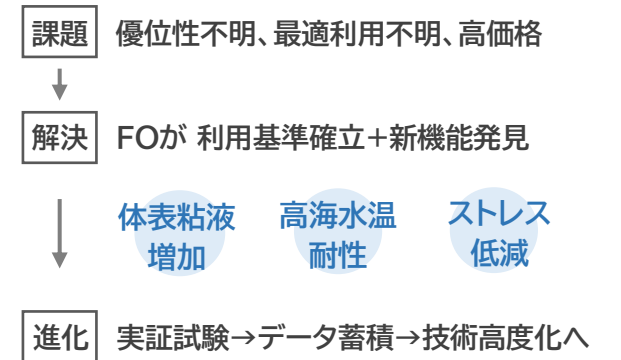 課題 優位性不明、最適利用不明、高価格
解決 FOが 利用基準確立＋新機能発見
体表粘液 高海水温 ストレス
増加 耐性 低減
進化 実証試験→データ蓄積→技術高度化へ